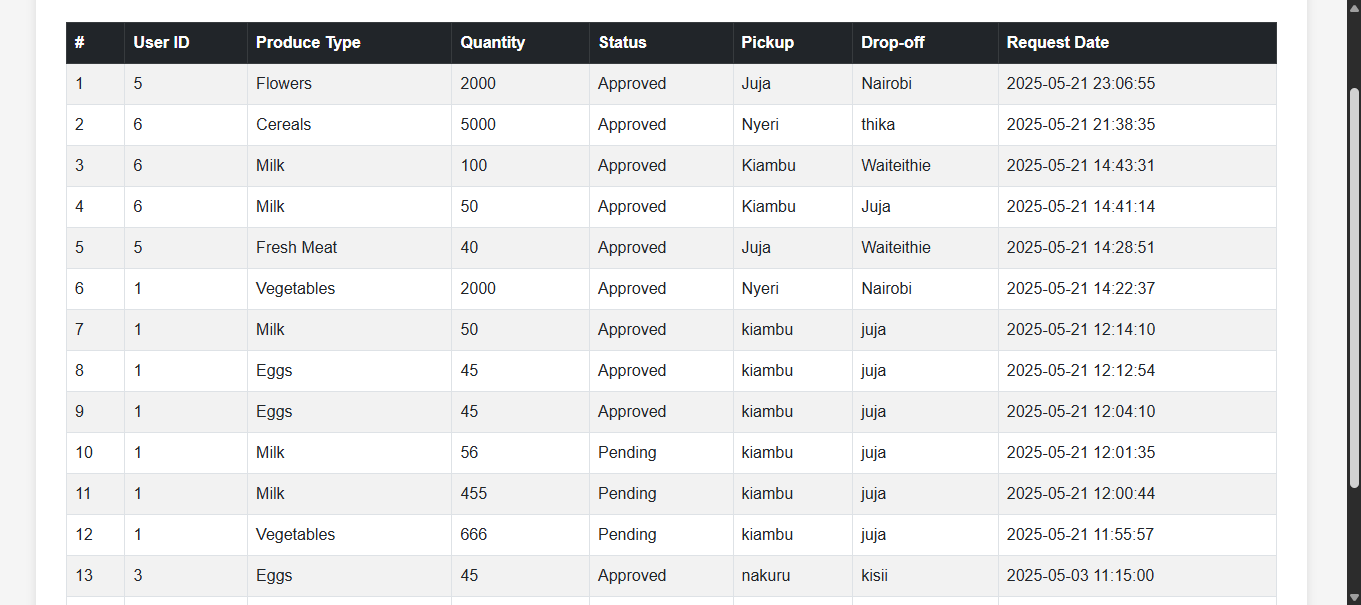 # User ID Produce Type Quantity Status Pickup Drop-off Request Date
1 5 Flowers 2000 Approved Juja Nairobi 2025-05-21 23:06:55
2 6 Cereals 5000 Approved Nyeri thika 2025-05-21 21:38:35
3 6 Milk 100 Approved Kiambu Waiteithie 2025-05-21 14:43:31
4 6 Milk 50 Approved Kiambu Juja 2025-05-21 14:41:14
5 5 Fresh Meat 40 Approved Juja Waiteithie 2025-05-21 14:28:51
6 1 Vegetables 2000 Approved Nyeri Nairobi 2025-05-21 14:22:37
7 1 Milk 50 Approved kiambu juja 2025-05-21 12:14:10
8 1 Eggs 45 Approved kiambu juja 2025-05-21 12:12:54
9 1 Eggs 45 Approved kiambu juja 2025-05-21 12:04:10
10 1 Milk 56 Pending kiambu juja 2025-05-21 12:01:35
11 1 Milk 455 Pending kiambu juja 2025-05-21 12:00:44
12 1 Vegetables 666 Pending kiambu juja 2025-05-21 11:55:57
13 3 Eggs 45 Approved nakuru kisii 2025-05-03 11:15:00